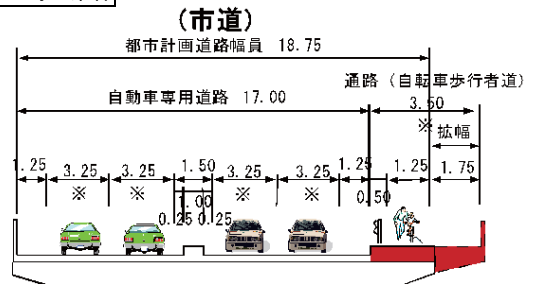 (市道)
都市計画道路幅員 18.75
通路（自転車歩行者道）
自動車専用道路 17.00
3.50
※
拡幅
1.25 3.25 3.25 1.50 3.25 3.25 1.25 1.25 1.75
※ ※ 1.00 ※ ※ 0.50
0.25 0.25